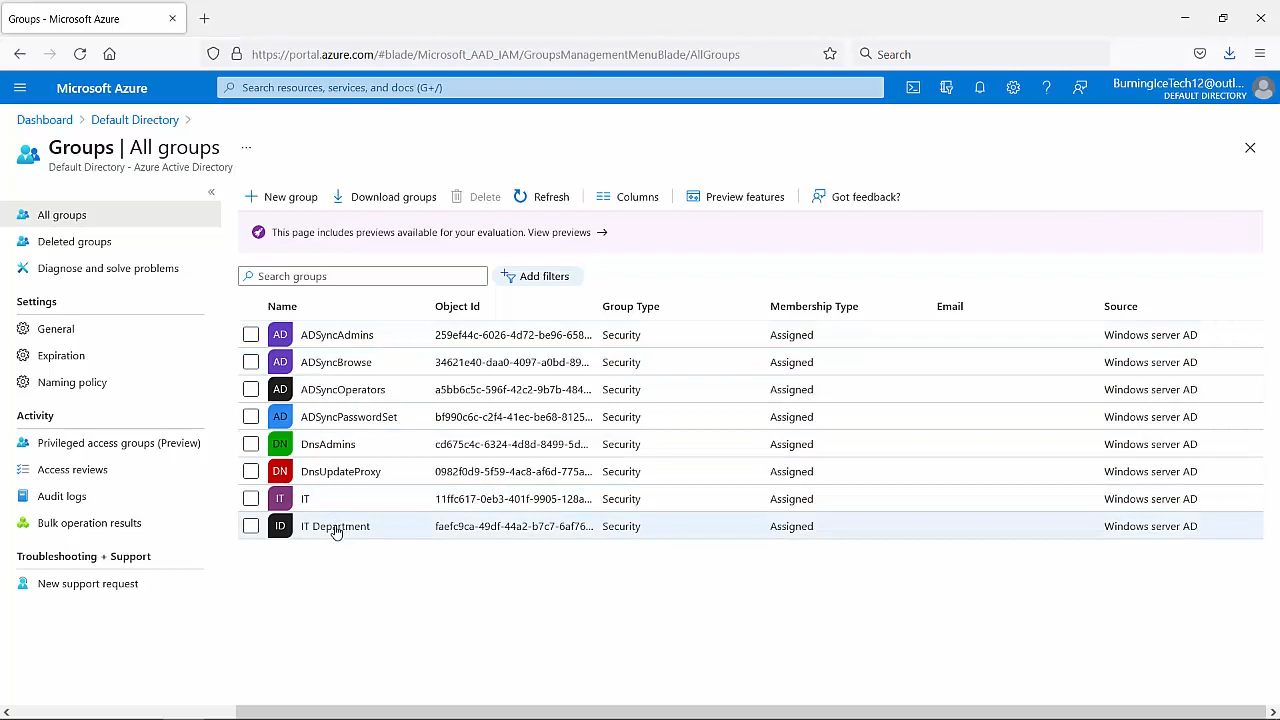 Groups - Microsoft Azure
https://portal.azure.com/#blade/Microsoft_AAD_IAM/GroupsManagementMenuBlade/AllGroups
Search
Microsoft Azure
Search resources, services, and docs (G+/)
BurningIceTech12@outl...
DEFAULT DIRECTORY
Dashboard > Default Directory >
Groups | All groups ...
Default Directory - Azure Active Directory
«
All groups
Deleted groups
Diagnose and solve problems
Settings
General
Expiration
Naming policy
Activity
Privileged access groups (Preview)
Access reviews
Audit logs
Bulk operation results
Troubleshooting + Support
New support request
New group Download groups Delete Refresh Columns Preview features Got feedback?
This page includes previews available for your evaluation. View previews →
Search groups Add filters
Name Object Id Group Type Membership Type Email Source
AD ADSyncAdmins 259ef44c-6026-4d72-be96-658... Security Assigned Windows server AD
AD ADSyncBrowse 34621e40-daa0-4097-a0bd-89... Security Assigned Windows server AD
AD ADSyncOperators a5bb6c5c-596f-42c2-9b7b-484... Security Assigned Windows server AD
AD ADSyncPasswordSet bf990c6c-c2f4-41ec-be68-8125... Security Assigned Windows server AD
DN DnsAdmins cd675c4c-6324-4d8d-8499-5d... Security Assigned Windows server AD
DN DnsUpdateProxy 0982f0d9-5f59-4ac8-af6d-775a... Security Assigned Windows server AD
IT IT 11ffc617-0eb3-401f-9905-128a... Security Assigned Windows server AD
ID IT Department faefc9ca-49df-44a2-b7c7-6af76... Security Assigned Windows server AD